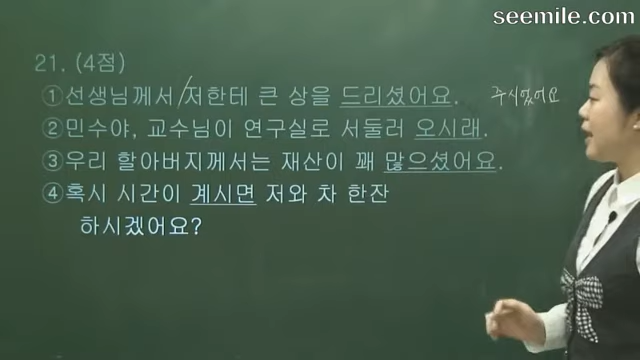 seemile.com
21. (4점)
①선생님께서/저한테 큰 상을 드리셨어요. 주시었어요
②민수야, 교수님이 연구실로 서둘러 오시래.
③우리 할아버지께서는 재산이 꽤 많으셨어요.
④혹시 시간이 계시면 저와 차 한잔
하시겠어요?